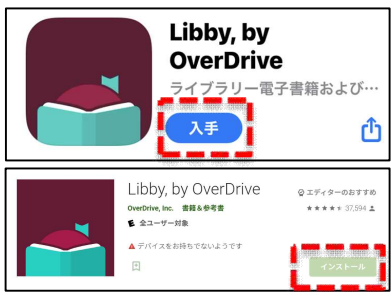 Libby, by
OverDrive
ライブラリー電子書籍および…
入手
Libby, by OverDrive
エディターのおすすめ
OverDrive, Inc. 書籍＆参考書
★★★★★ 37,594
E 全ユーザー対象
デバイスをお持ちでないようです
インストール